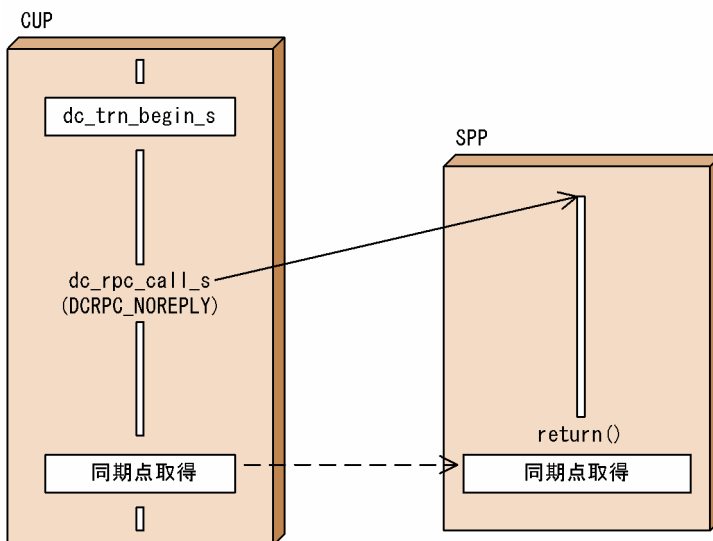 CUP
dc_trn_begin_s
SPP
dc_rpc_call_s
(DCRPC_NOREPLY)
return()
同期点取得
同期点取得